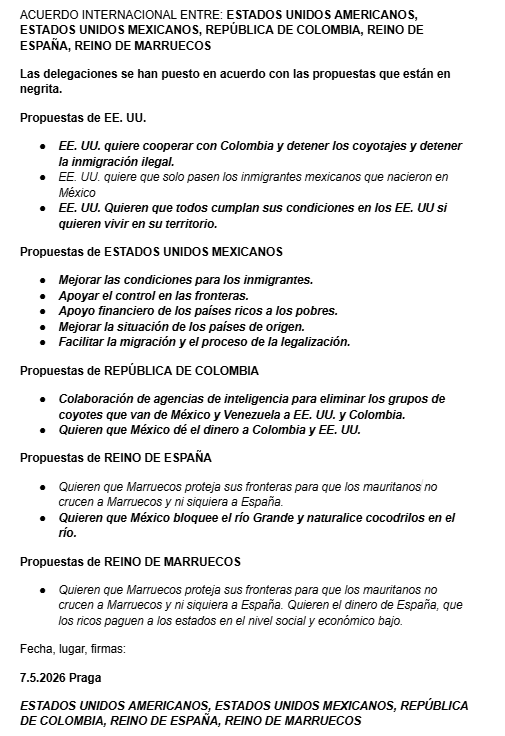 ACUERDO INTERNACIONAL ENTRE: ESTADOS UNIDOS AMERICANOS,
ESTADOS UNIDOS MEXICANOS, REPÚBLICA DE COLOMBIA, REINO DE
ESPAÑA, REINO DE MARRUECOS
Las delegaciones se han puesto en acuerdo con las propuestas que están en
negrita.
Propuestas de EE. UU.
● EE. UU. quiere cooperar con Colombia y detener los coyotajes y detener
la inmigración ilegal.
● EE. UU. quiere que solo pasen los inmigrantes mexicanos que nacieron en
México
● EE. UU. Quieren que todos cumplan sus condiciones en los EE. UU si
quieren vivir en su territorio.
Propuestas de ESTADOS UNIDOS MEXICANOS
● Mejorar las condiciones para los inmigrantes.
● Apoyar el control en las fronteras.
● Apoyo financiero de los países ricos a los pobres.
● Mejorar la situación de los países de origen.
● Facilitar la migración y el proceso de la legalización.
Propuestas de REPÚBLICA DE COLOMBIA
● Colaboración de agencias de inteligencia para eliminar los grupos de
coyotes que van de México y Venezuela a EE. UU. y Colombia.
● Quieren que México dé el dinero a Colombia y EE. UU.
Propuestas de REINO DE ESPAÑA
● Quieren que Marruecos proteja sus fronteras para que los mauritanos no
crucen a Marruecos y ni siquiera a España.
● Quieren que México bloquee el río Grande y naturalice cocodrilos en el
río.
Propuestas de REINO DE MARRUECOS
● Quieren que Marruecos proteja sus fronteras para que los mauritanos no
crucen a Marruecos y ni siquiera a España. Quieren el dinero de España, que
los ricos paguen a los estados en el nivel social y económico bajo.
Fecha, lugar, firmas:
7.5.2026 Praga
ESTADOS UNIDOS AMERICANOS, ESTADOS UNIDOS MEXICANOS, REPÚBLICA
DE COLOMBIA, REINO DE ESPAÑA, REINO DE MARRUECOS